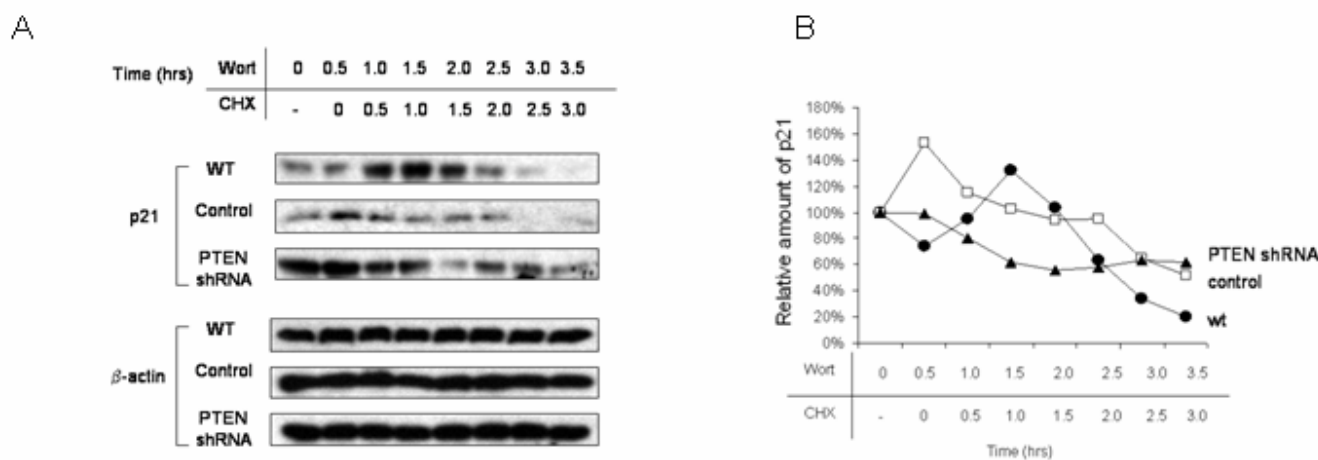 A
Time (hrs) Wort 0 0.5 1.0 1.5 2.0 2.5 3.0 3.5
CHX - 0 0.5 1.0 1.5 2.0 2.5 3.0
p21
WT
Control
PTEN
shRNA
β-actin
WT
Control
PTEN
shRNA
B
Relative amount of p21
180%
160%
140%
120%
100%
80%
60%
40%
20%
0%
PTEN shRNA
control
wt
Wort 0 0.5 1.0 1.5 2.0 2.5 3.0 3.5
CHX - 0 0.5 1.0 1.5 2.0 2.5 3.0
Time (hrs)